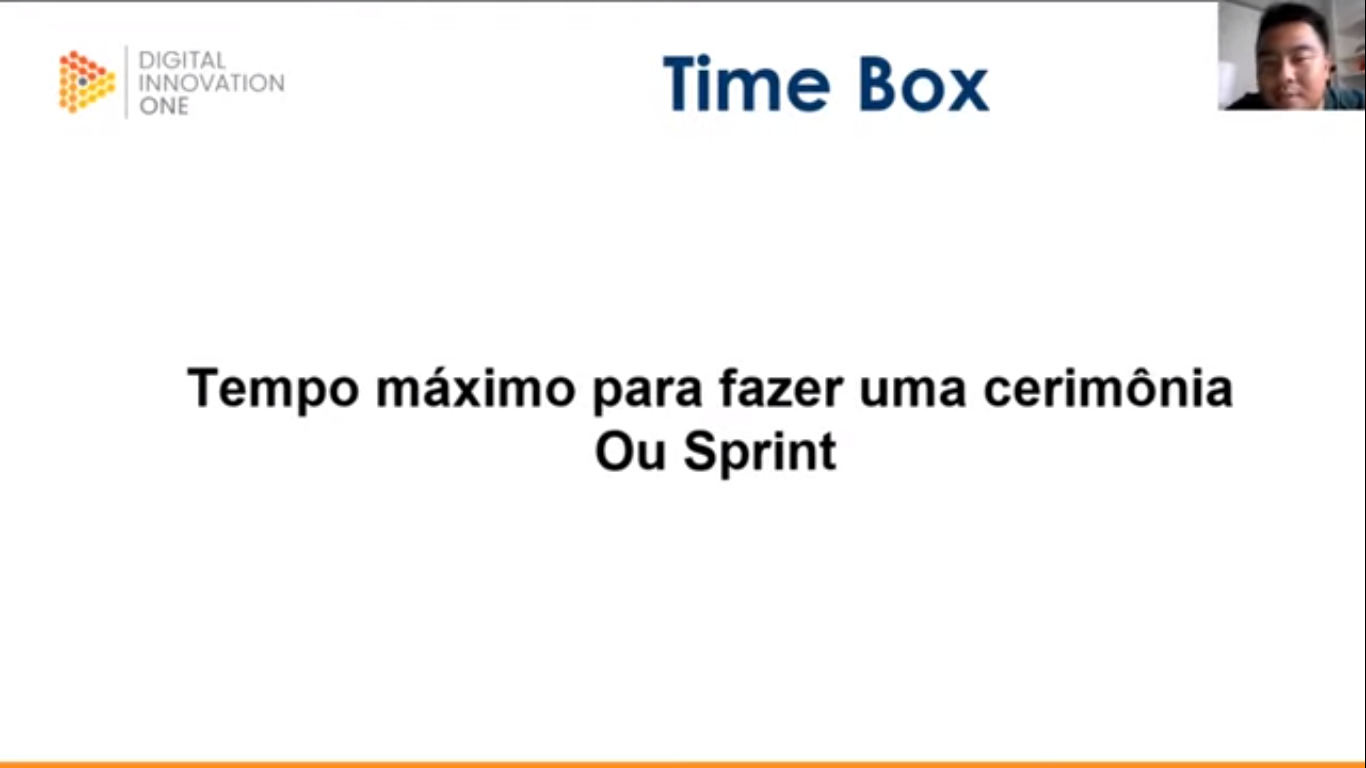 DIGITAL
INNOVATION
ONE
Time Box
Tempo máximo para fazer uma cerimônia
Ou Sprint